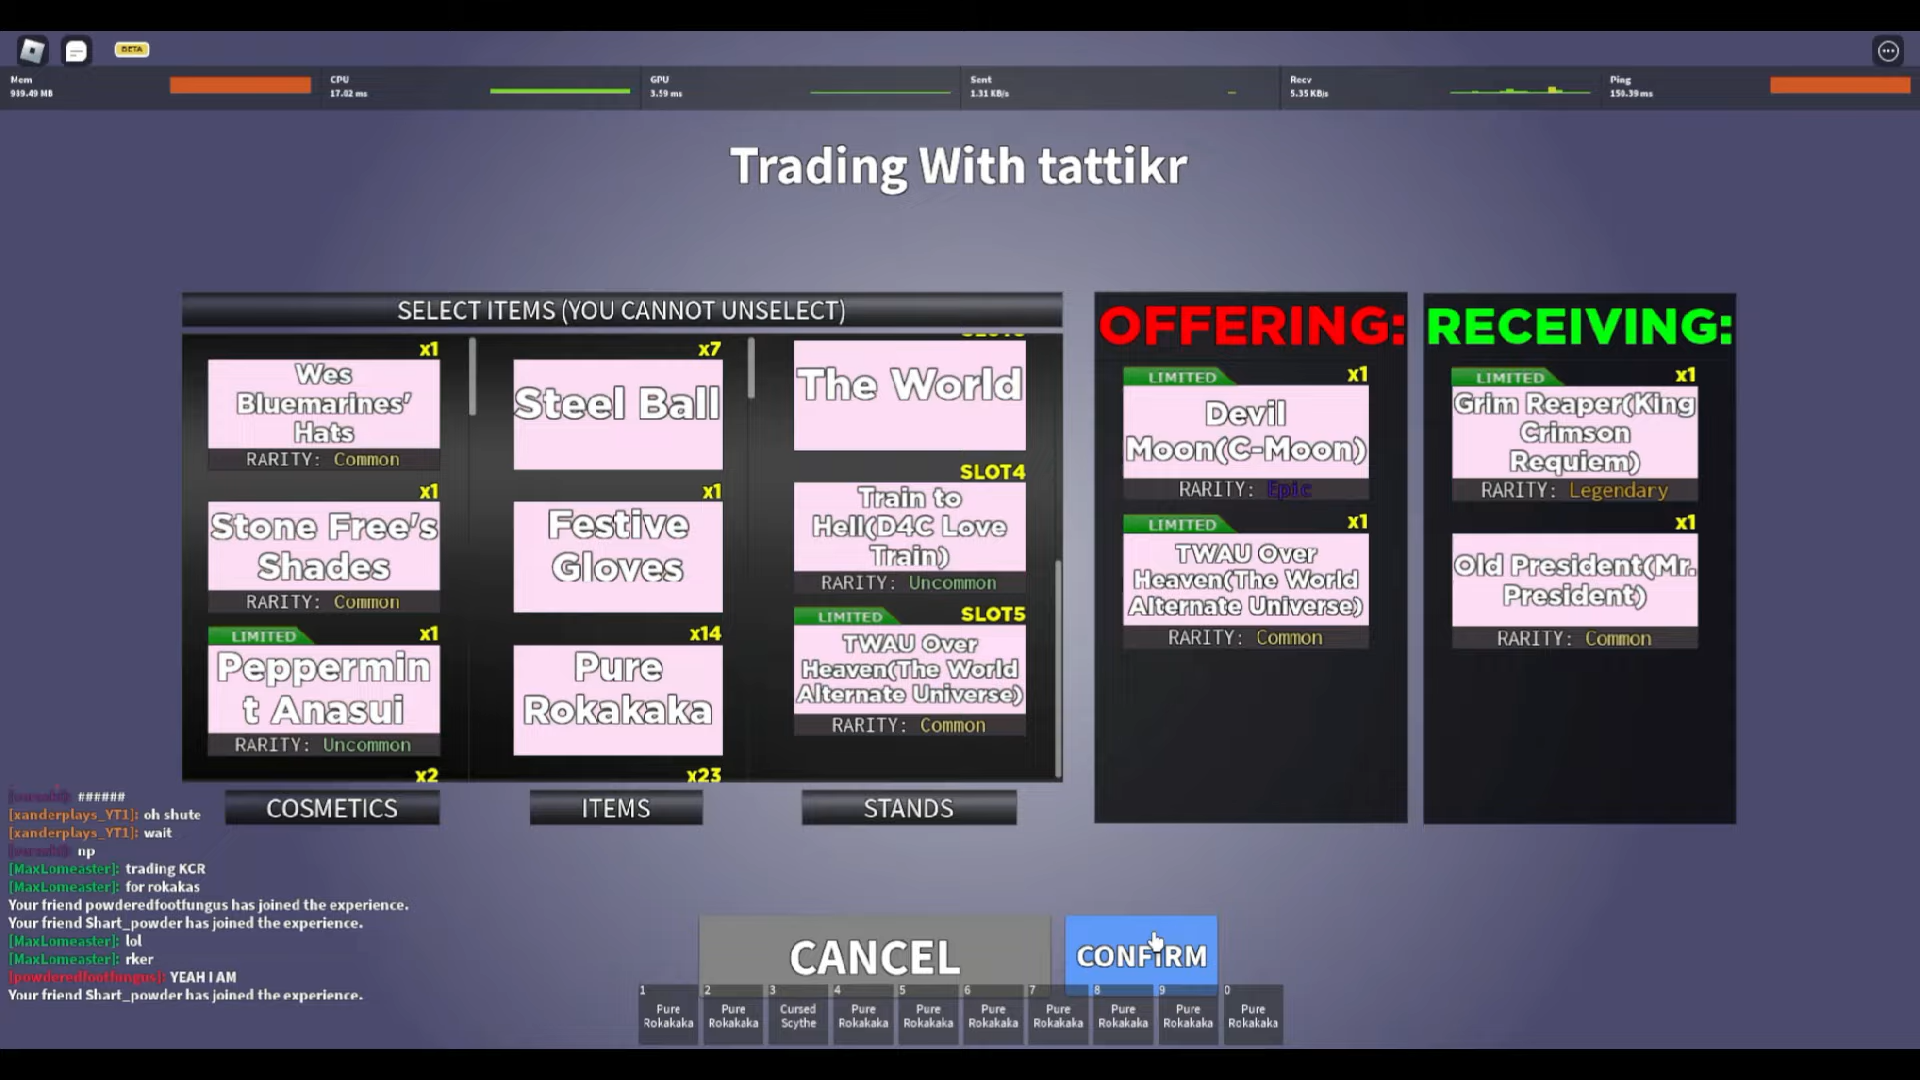 BETA
Mem
989.49 MB
CPU
17.02 ms
GPU
3.59 ms
Sent
1.31 KB/s
Recv
5.35 KB/s
Ping
150.39 ms
Trading With tattikr
SELECT ITEMS (YOU CANNOT UNSELECT)
x1
Wes
Bluemarines'
Hats
RARITY: Common
x1
Stone Free's
Shades
RARITY: Common
LIMITED
x1
Peppermin
t Anasui
RARITY: Uncommon
x2
x7
Steel Ball
x1
Festive
Gloves
x14
Pure
Rokakaka
x23
The World
SLOT4
Train to
Hell(D4C Love
Train)
RARITY: Uncommon
LIMITED
SLOT5
TWAU Over
Heaven(The World
Alternate Universe)
RARITY: Common
COSMETICS
ITEMS
STANDS
OFFERING:
LIMITED
x1
Devil
Moon(C-Moon)
RARITY: Epic
LIMITED
x1
TWAU Over
Heaven(The World
Alternate Universe)
RARITY: Common
RECEIVING:
LIMITED
x1
Grim Reaper(King
Crimson
Requiem)
RARITY: Legendary
x1
Old President(Mr.
President)
RARITY: Common
######
[xanderplays_YT1]: oh shute
[xanderplays_YT1]: wait
np
[MaxLomeaster]: trading KCR
[MaxLomeaster]: for rokakas
Your friend powderedfootfungus has joined the experience.
Your friend Shart_powder has joined the experience.
[MaxLomeaster]: lol
[MaxLomeaster]: rker
[powderedfootfungus]: YEAH I AM
Your friend Shart_powder has joined the experience.
CANCEL
CONFIRM
1
Pure
Rokakaka
2
Pure
Rokakaka
3
Cursed
Scythe
4
Pure
Rokakaka
5
Pure
Rokakaka
6
Pure
Rokakaka
7
Pure
Rokakaka
8
Pure
Rokakaka
9
Pure
Rokakaka
0
Pure
Rokakaka